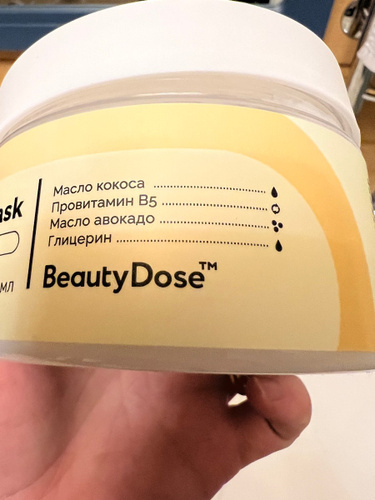 ask
Масло кокоса
Провитамин B5
Масло авокадо
Глицерин
мл
BeautyDose™